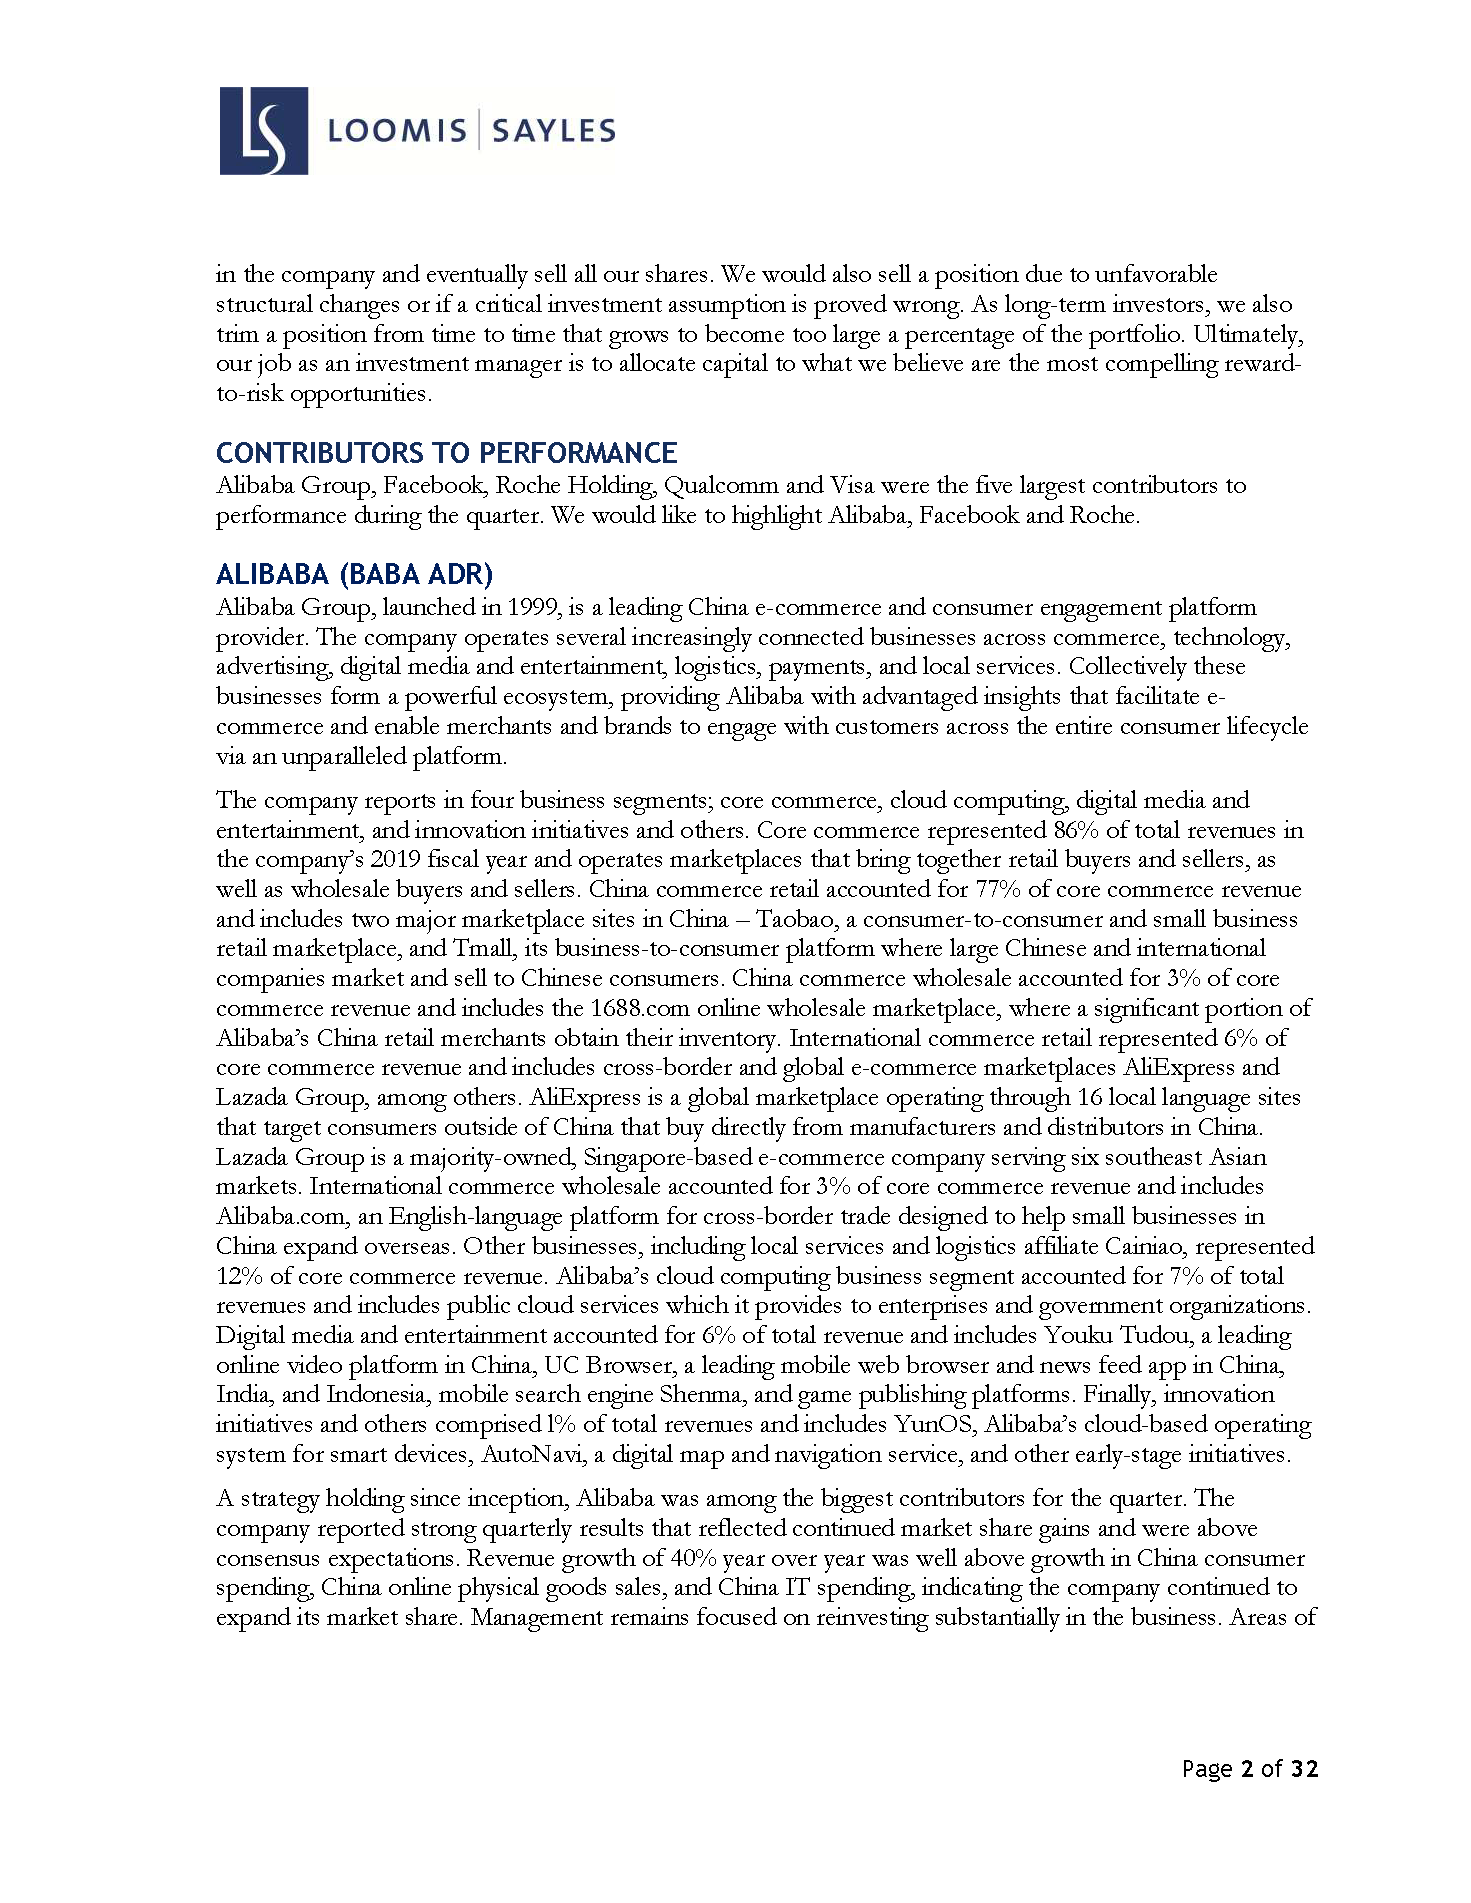 LS LOOMIS | SAYLES
in the company and eventually sell all our shares. We would also sell a position due to unfavorable
structural changes or if a critical investment assumption is proved wrong. As long-term investors, we also
trim a position from time to time that grows to become too large a percentage of the portfolio. Ultimately,
our job as an investment manager is to allocate capital to what we believe are the most compelling reward-
to-risk opportunities.
CONTRIBUTORS TO PERFORMANCE
Alibaba Group, Facebook, Roche Holding, Qualcomm and Visa were the five largest contributors to
performance during the quarter. We would like to highlight Alibaba, Facebook and Roche.
ALIBABA (BABA ADR)
Alibaba Group, launched in 1999, is a leading China e-commerce and consumer engagement platform
provider. The company operates several increasingly connected businesses across commerce, technology,
advertising, digital media and entertainment, logistics, payments, and local services. Collectively these
businesses form a powerful ecosystem, providing Alibaba with advantaged insights that facilitate e-
commerce and enable merchants and brands to engage with customers across the entire consumer lifecycle
via an unparalleled platform.
The company reports in four business segments; core commerce, cloud computing, digital media and
entertainment, and innovation initiatives and others. Core commerce represented 86% of total revenues in
the company's 2019 fiscal year and operates marketplaces that bring together retail buyers and sellers, as
well as wholesale buyers and sellers. China commerce retail accounted for 77% of core commerce revenue
and includes two major marketplace sites in China – Taobao, a consumer-to-consumer and small business
retail marketplace, and Tmall, its business-to-consumer platform where large Chinese and international
companies market and sell to Chinese consumers. China commerce wholesale accounted for 3% of core
commerce revenue and includes the 1688.com online wholesale marketplace, where a significant portion of
Alibaba's China retail merchants obtain their inventory. International commerce retail represented 6% of
core commerce revenue and includes cross-border and global e-commerce marketplaces AliExpress and
Lazada Group, among others. AliExpress is a global marketplace operating through 16 local language sites
that target consumers outside of China that buy directly from manufacturers and distributors in China.
Lazada Group is a majority-owned, Singapore-based e-commerce company serving six southeast Asian
markets. International commerce wholesale accounted for 3% of core commerce revenue and includes
Alibaba.com, an English-language platform for cross-border trade designed to help small businesses in
China expand overseas. Other businesses, including local services and logistics affiliate Cainiao, represented
12% of core commerce revenue. Alibaba's cloud computing business segment accounted for 7% of total
revenues and includes public cloud services which it provides to enterprises and government organizations.
Digital media and entertainment accounted for 6% of total revenue and includes Youku Tudou, a leading
online video platform in China, UC Browser, a leading mobile web browser and news feed app in China,
India, and Indonesia, mobile search engine Shenma, and game publishing platforms. Finally, innovation
initiatives and others comprised l% of total revenues and includes YunOS, Alibaba's cloud-based operating
system for smart devices, AutoNavi, a digital map and navigation service, and other early-stage initiatives.
A strategy holding since inception, Alibaba was among the biggest contributors for the quarter. The
company reported strong quarterly results that reflected continued market share gains and were above
consensus expectations. Revenue growth of 40% year over year was well above growth in China consumer
spending, China online physical goods sales, and China IT spending, indicating the company continued to
expand its market share. Management remains focused on reinvesting substantially in the business. Areas of
Page 2 of 32